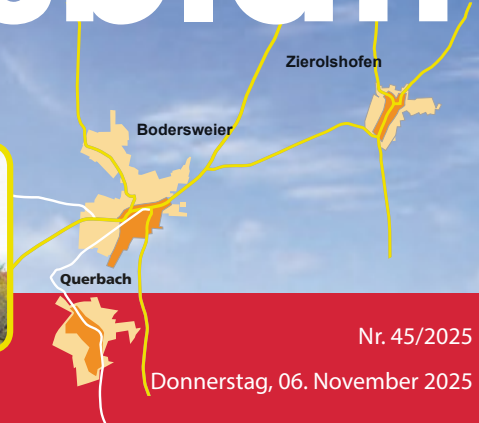 Zierolshofen
Bodersweier
Querbach
Nr. 45/2025
Donnerstag, 06. November 2025